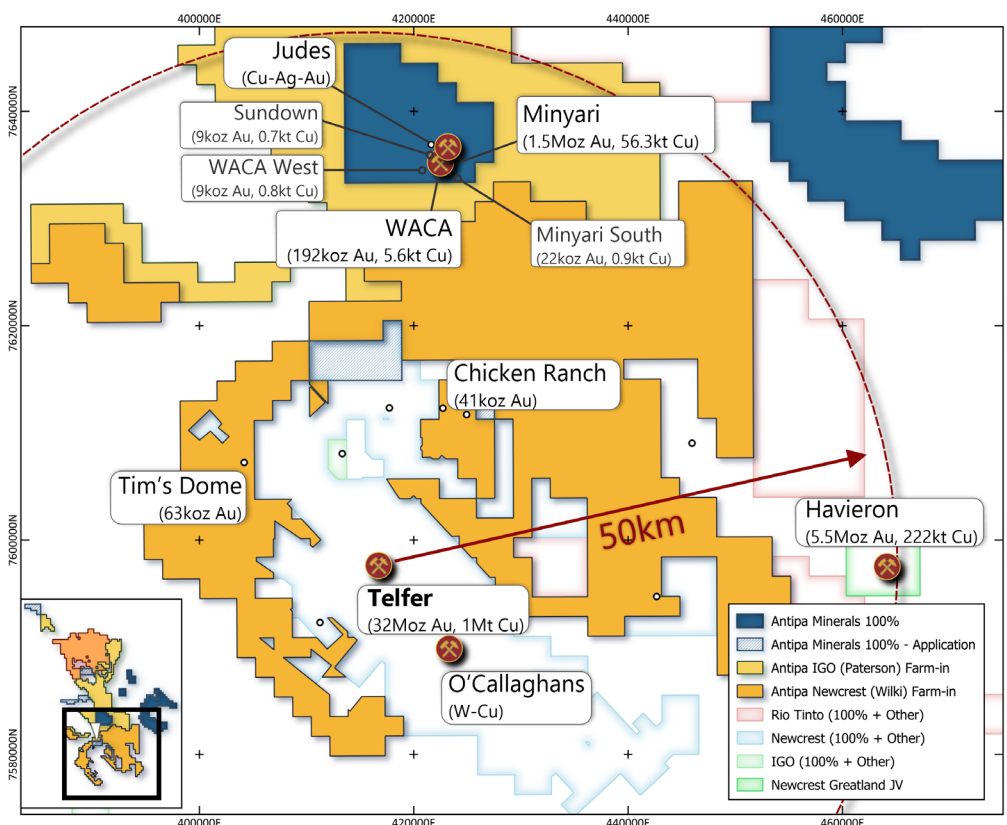 400000E
420000E
440000E
460000E
7640000N
7620000N
7600000N
7580000N
Judes
(Cu-Ag-Au)
Sundown
(9koz Au, 0.7kt Cu)
WACA West
(9koz Au, 0.8kt Cu)
Minyari
(1.5Moz Au, 56.3kt Cu)
WACA
(192koz Au, 5.6kt Cu)
Minyari South
(22koz Au, 0.9kt Cu)
Chicken Ranch
(41koz Au)
Tim's Dome
(63koz Au)
50km
Havieron
(5.5Moz Au, 222kt Cu)
Telfer
(32Moz Au, 1Mt Cu)
O'Callaghans
(W-Cu)
Antipa Minerals 100%
Antipa Minerals 100% - Application
Antipa IGO (Paterson) Farm-in
Antipa Newcrest (Wilki) Farm-in
Rio Tinto (100% + Other)
Newcrest (100% + Other)
IGO (100% + Other)
Newcrest Greatland JV
400000E
420000E
440000E
460000E